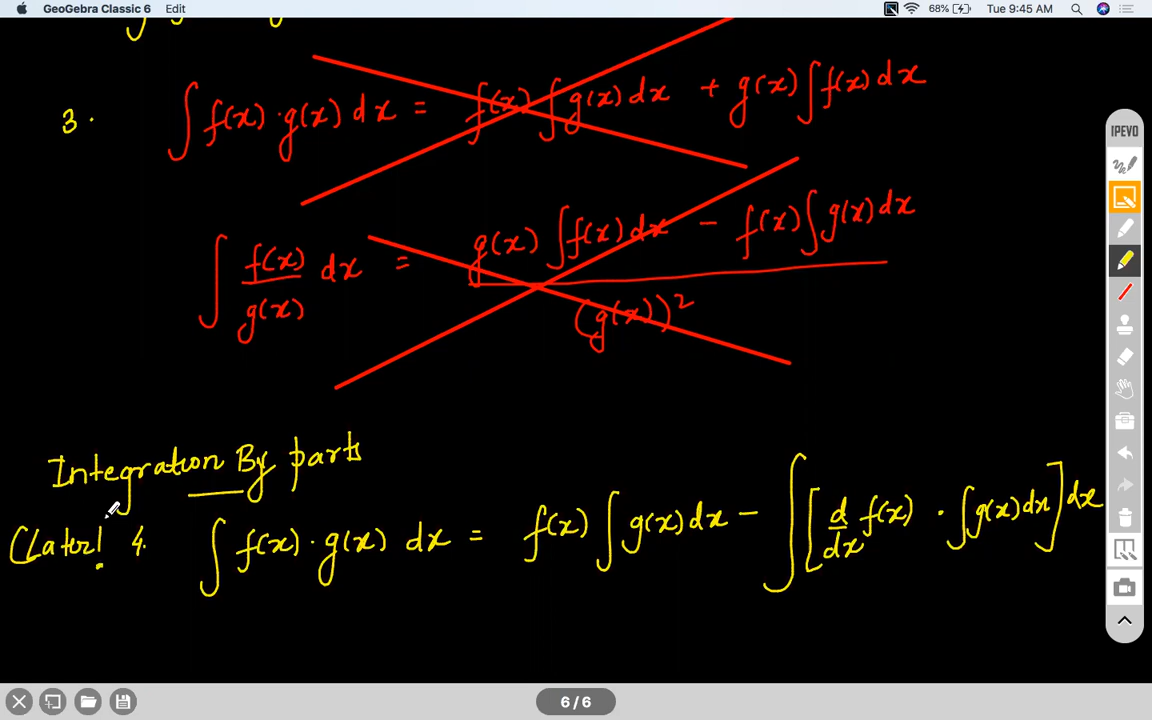 GeoGebra Classic 6 Edit 68% Tue 9:45 AM
3. ∫ f(x)·g(x) dx = f(x) ∫ g(x) dx + g(x) ∫ f(x) dx
IPEVO
∫ f(x)/g(x) dx = g(x) ∫ f(x) dx - f(x) ∫ g(x) dx / (g(x))²
Integration By parts
(Later! 4. ∫ f(x)·g(x) dx = f(x) ∫ g(x) dx - ∫ [d/dx f(x) · ∫ g(x) dx] dx
6 / 6